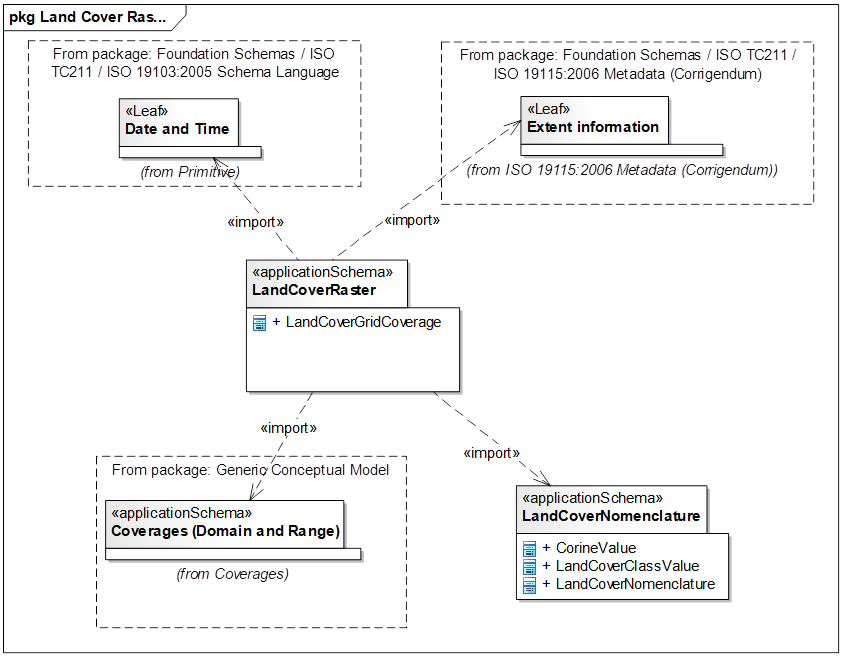 pkg Land Cover Ras...
From package: Foundation Schemas / ISO
TC211 / ISO 19103:2005 Schema Language
«Leaf»
Date and Time
(from Primitive)
From package: Foundation Schemas / ISO TC211 /
ISO 19115:2006 Metadata (Corrigendum)
«Leaf»
Extent information
(from ISO 19115:2006 Metadata (Corrigendum))
«import»
«import»
«applicationSchema»
LandCoverRaster
+ LandCoverGridCoverage
«import»
«import»
From package: Generic Conceptual Model
«applicationSchema»
Coverages (Domain and Range)
(from Coverages)
«applicationSchema»
LandCoverNomenclature
+ CorineValue
+ LandCoverClassValue
+ LandCoverNomenclature